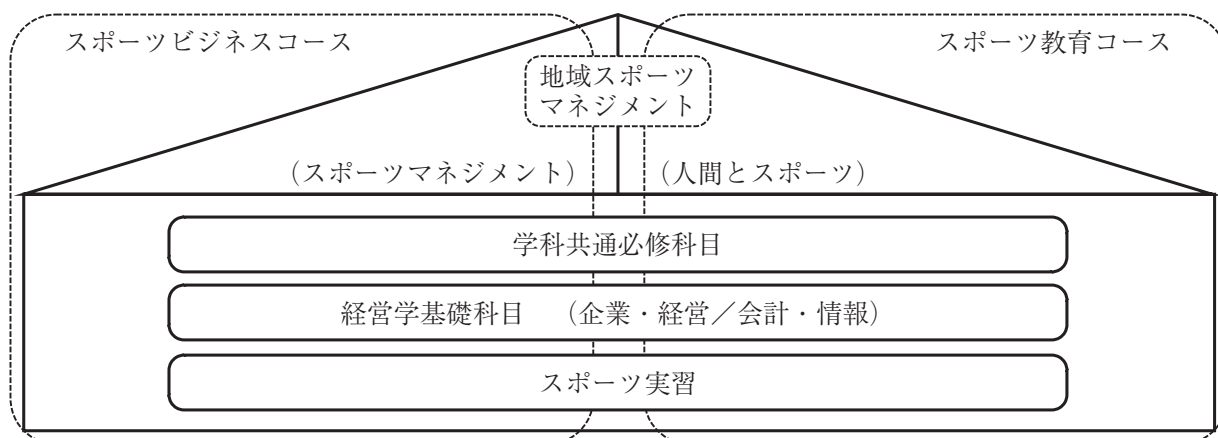 スポーツビジネスコース
スポーツ教育コース
地域スポーツ
マネジメント
（スポーツマネジメント）
（人間とスポーツ）
学科共通必修科目
経営学基礎科目　（企業・経営／会計・情報）
スポーツ実習